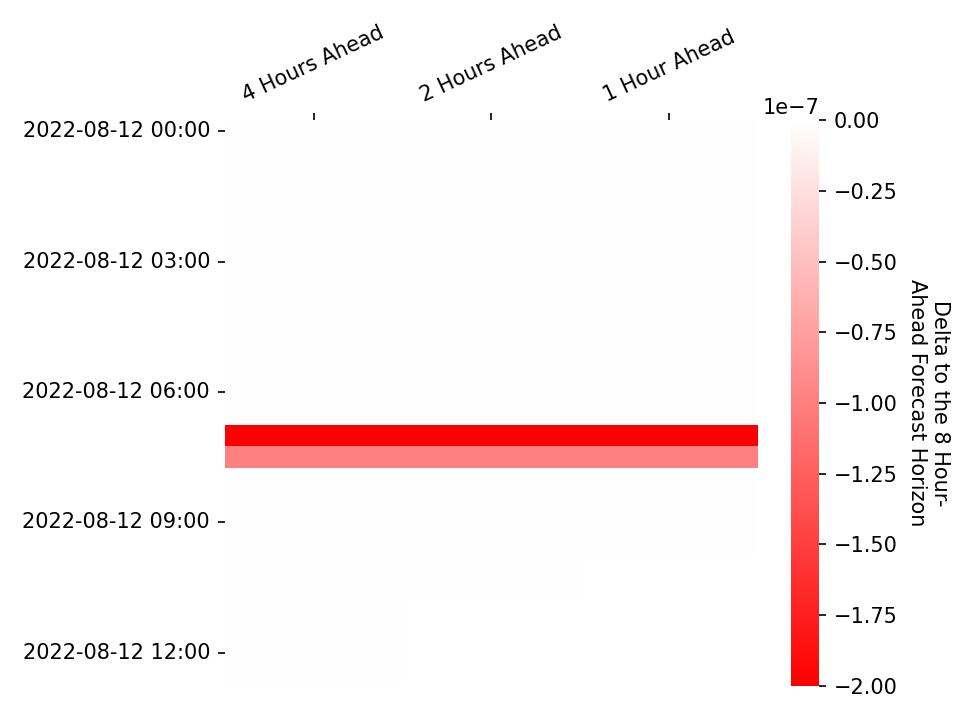 4 Hours Ahead
2 Hours Ahead
1 Hour Ahead
1e−7
2022-08-12 00:00
2022-08-12 03:00
2022-08-12 06:00
2022-08-12 09:00
2022-08-12 12:00
0.00
−0.25
−0.50
−0.75
−1.00
−1.25
−1.50
−1.75
−2.00
Delta to the 8 Hour-
Ahead Forecast Horizon